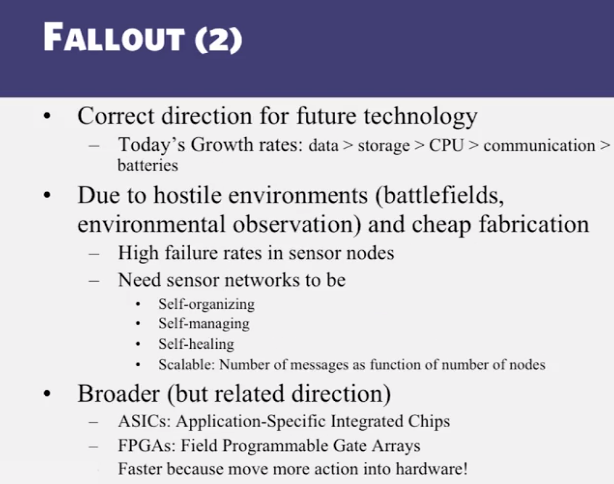 FALLOUT (2)
• Correct direction for future technology
– Today's Growth rates: data > storage > CPU > communication >
batteries
• Due to hostile environments (battlefields,
environmental observation) and cheap fabrication
– High failure rates in sensor nodes
– Need sensor networks to be
• Self-organizing
• Self-managing
• Self-healing
• Scalable: Number of messages as function of number of nodes
• Broader (but related direction)
– ASICs: Application-Specific Integrated Chips
– FPGAs: Field Programmable Gate Arrays
Faster because move more action into hardware!